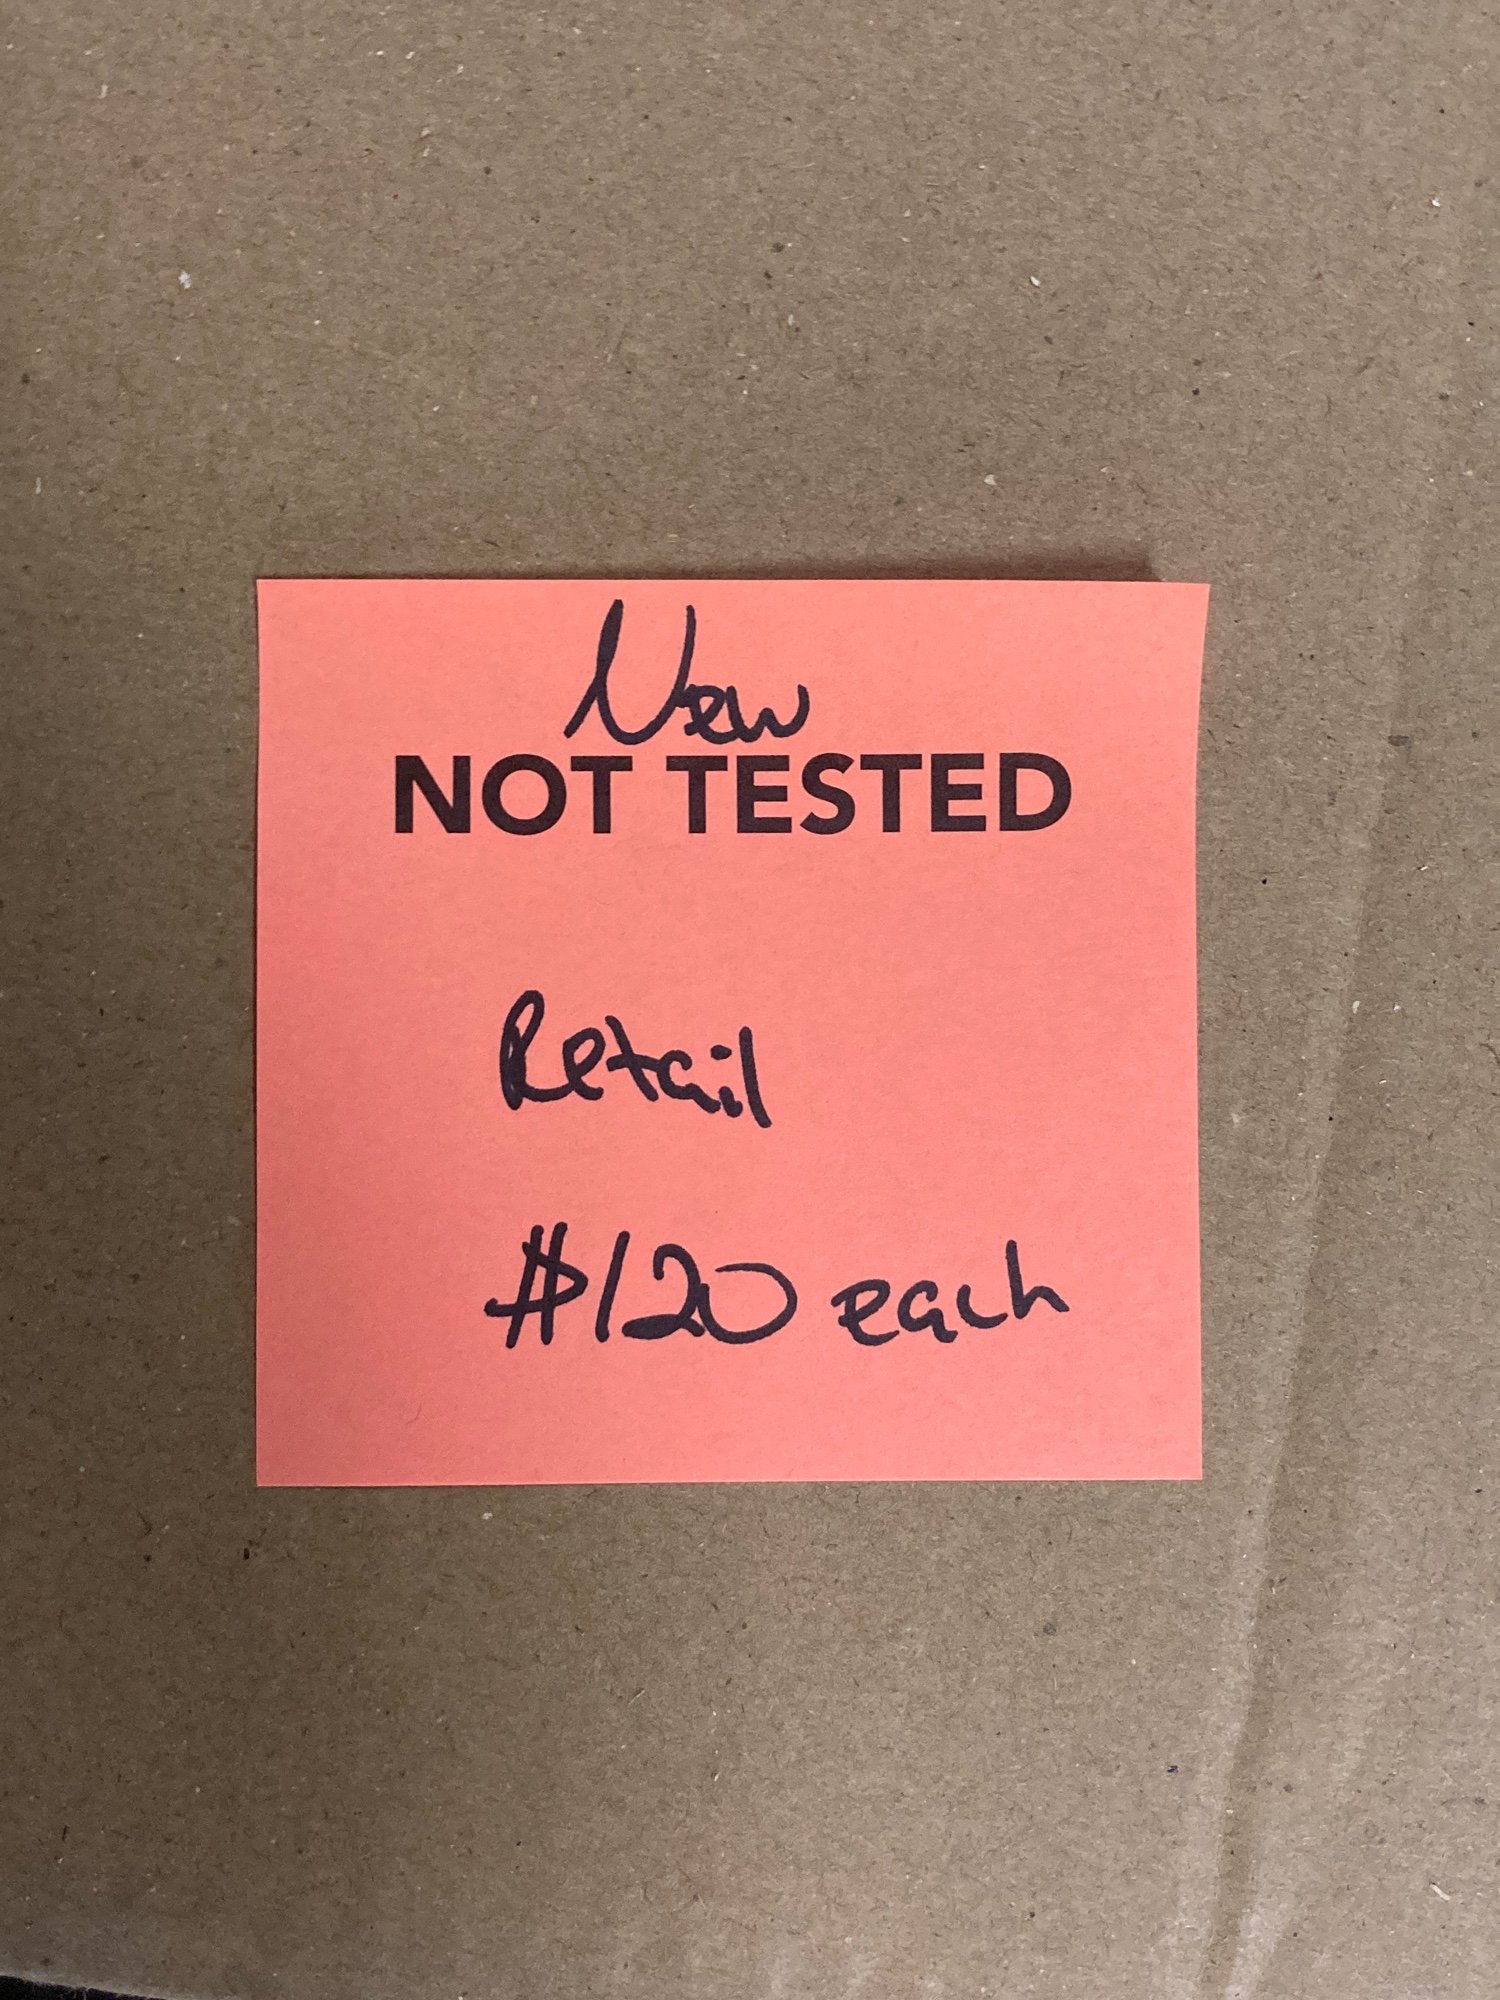 New
NOT TESTED
Retail
$120 each